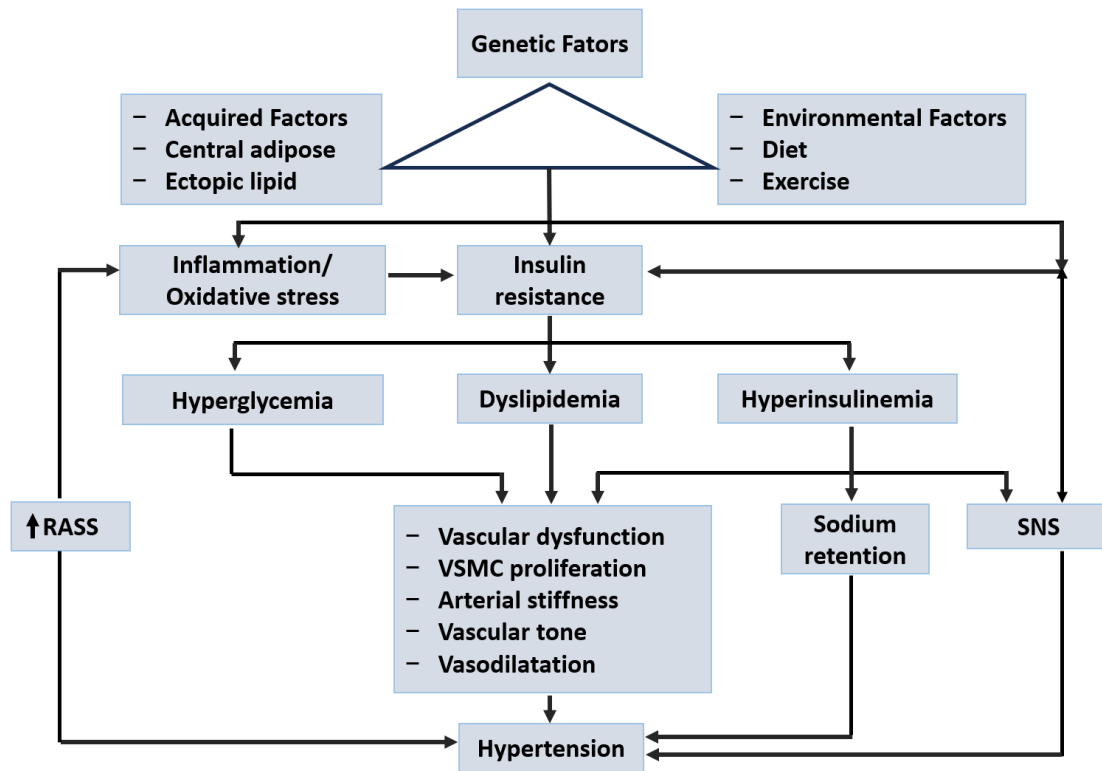 Genetic Fators
– Acquired Factors
– Central adipose
– Ectopic lipid
– Environmental Factors
– Diet
– Exercise
Inflammation/
Oxidative stress
Insulin
resistance
Hyperglycemia
Dyslipidemia
Hyperinsulinemia
↑RASS
– Vascular dysfunction
– VSMC proliferation
– Arterial stiffness
– Vascular tone
– Vasodilatation
Sodium
retention
SNS
Hypertension